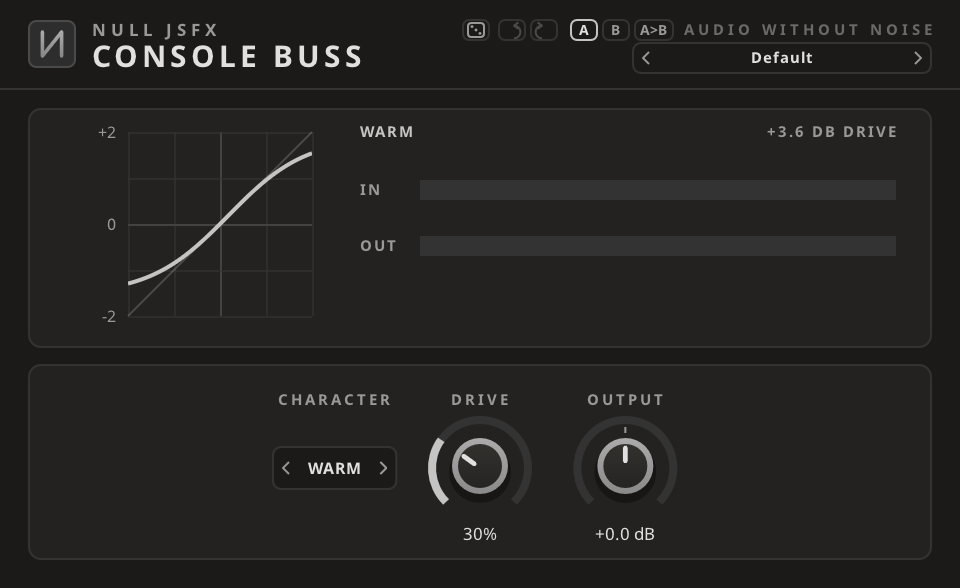 NULL JSFX
CONSOLE BUSS
A B A>B AUDIO WITHOUT NOISE
Default
+2
0
-2
WARM +3.6 DB DRIVE
IN
OUT
CHARACTER DRIVE OUTPUT
WARM
30% +0.0 dB